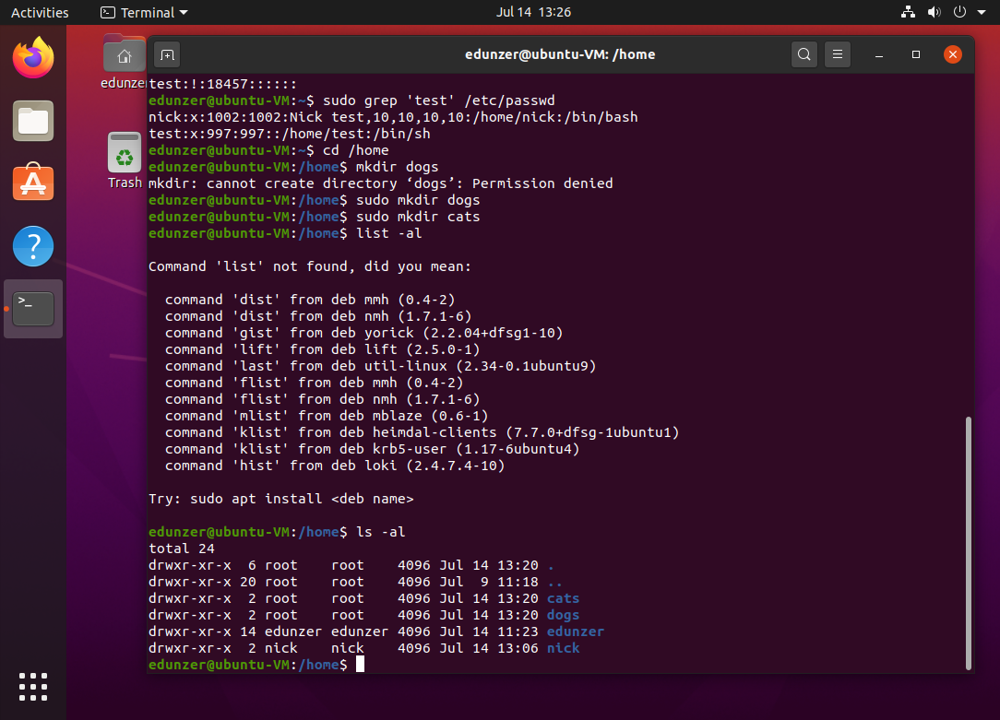 Activities
Terminal
Jul 14 13:26
edunzer@ubuntu-VM: /home
edunzer
Trash
test:!:18457::::::
edunzer@ubuntu-VM:~$ sudo grep 'test' /etc/passwd
nick:x:1002:1002:Nick test,10,10,10,10:/home/nick:/bin/bash
test:x:997:997::/home/test:/bin/sh
edunzer@ubuntu-VM:~$ cd /home
edunzer@ubuntu-VM:/home$ mkdir dogs
mkdir: cannot create directory ‘dogs’: Permission denied
edunzer@ubuntu-VM:/home$ sudo mkdir dogs
edunzer@ubuntu-VM:/home$ sudo mkdir cats
edunzer@ubuntu-VM:/home$ list -al
Command 'list' not found, did you mean:
command 'dist' from deb mmh (0.4-2)
command 'dist' from deb nmh (1.7.1-6)
command 'gist' from deb yorick (2.2.04+dfsg1-10)
command 'lift' from deb lift (2.5.0-1)
command 'last' from deb util-linux (2.34-0.1ubuntu9)
command 'flist' from deb mmh (0.4-2)
command 'flist' from deb nmh (1.7.1-6)
command 'mlist' from deb mblaze (0.6-1)
command 'klist' from deb heimdal-clients (7.7.0+dfsg-1ubuntu1)
command 'klist' from deb krb5-user (1.17-6ubuntu4)
command 'hist' from deb loki (2.4.7.4-10)
Try: sudo apt install <deb name>
edunzer@ubuntu-VM:/home$ ls -al
total 24
drwxr-xr-x  6 root    root    4096 Jul 14 13:20 .
drwxr-xr-x 20 root    root    4096 Jul  9 11:18 ..
drwxr-xr-x  2 root    root    4096 Jul 14 13:20 cats
drwxr-xr-x  2 root    root    4096 Jul 14 13:20 dogs
drwxr-xr-x 14 edunzer edunzer 4096 Jul 14 11:23 edunzer
drwxr-xr-x  2 nick    nick    4096 Jul 14 13:06 nick
edunzer@ubuntu-VM:/home$